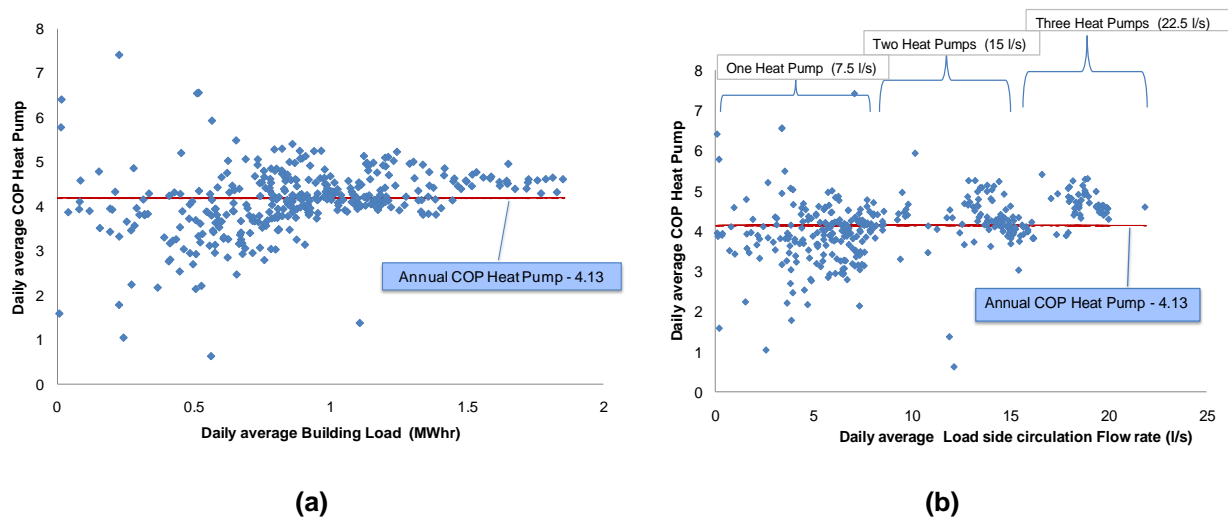 8
7
6
5
4
3
2
1
0
Daily average COP Heat Pump
0
0.5
1
1.5
2
Daily average Building Load (MWhr)
Annual COP Heat Pump - 4.13
(a)
Three Heat Pumps (22.5 l/s)
Two Heat Pumps (15 l/s)
One Heat Pump (7.5 l/s)
8
7
6
5
4
3
2
1
0
Daily average COP Heat Pump
0
5
10
15
20
25
Daily average Load side circulation Flow rate (l/s)
Annual COP Heat Pump - 4.13
(b)